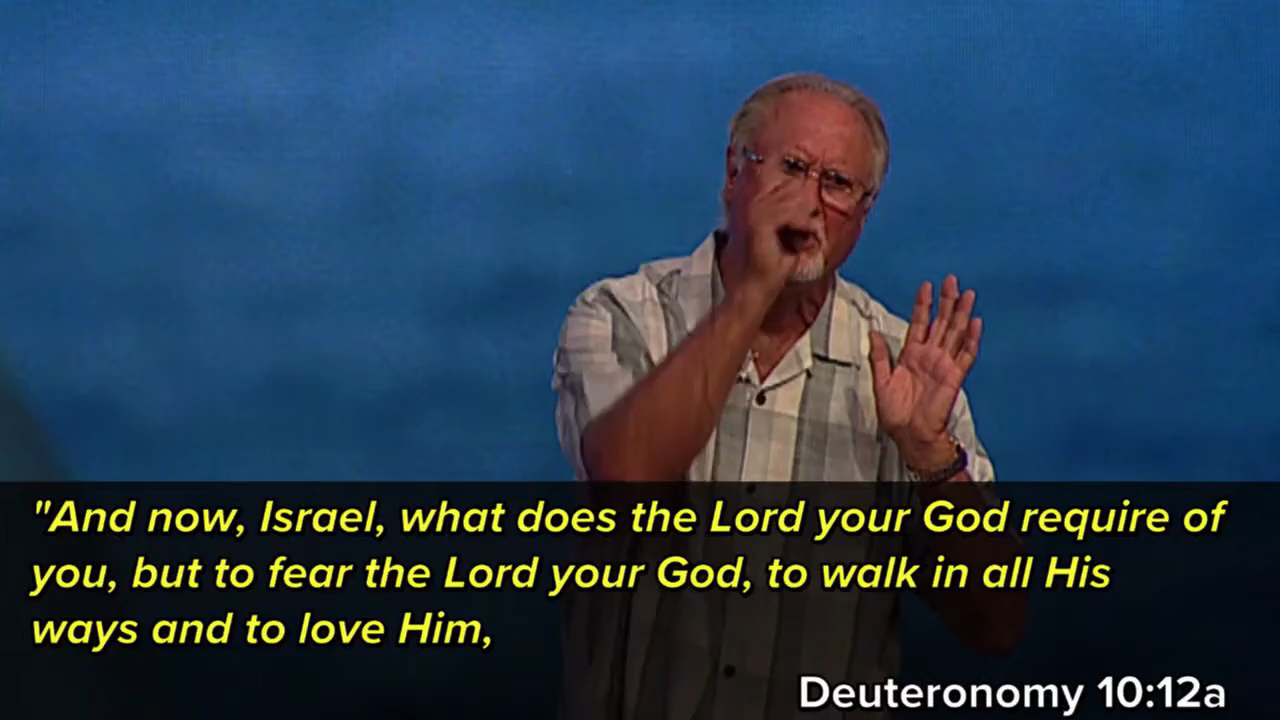 "And now, Israel, what does the Lord your God require of
you, but to fear the Lord your God, to walk in all His
ways and to love Him,
Deuteronomy 10:12a